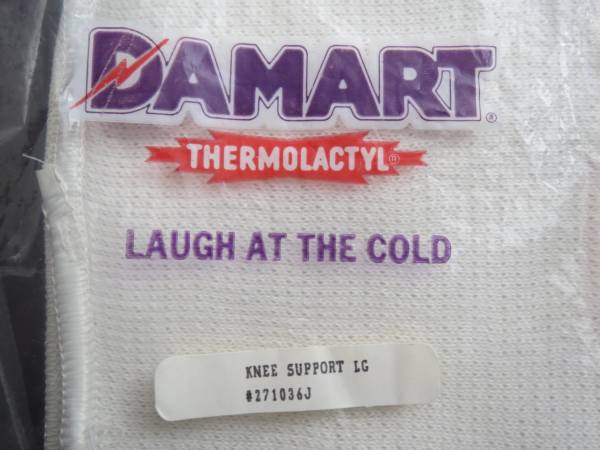 DAMART®
THERMOLACTYL®
LAUGH AT THE COLD
KNEE SUPPORT LG
#271036J